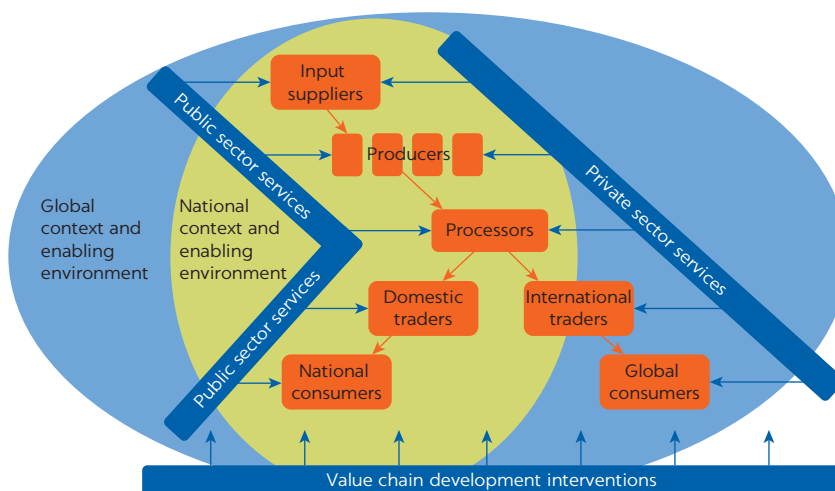 Input
suppliers
Public sector services
Producers
Private sector services
Global
context and
enabling
environment
National
context and
enabling
environment
Processors
Domestic
traders
International
traders
Public sector services
National
consumers
Global
consumers
Value chain development interventions